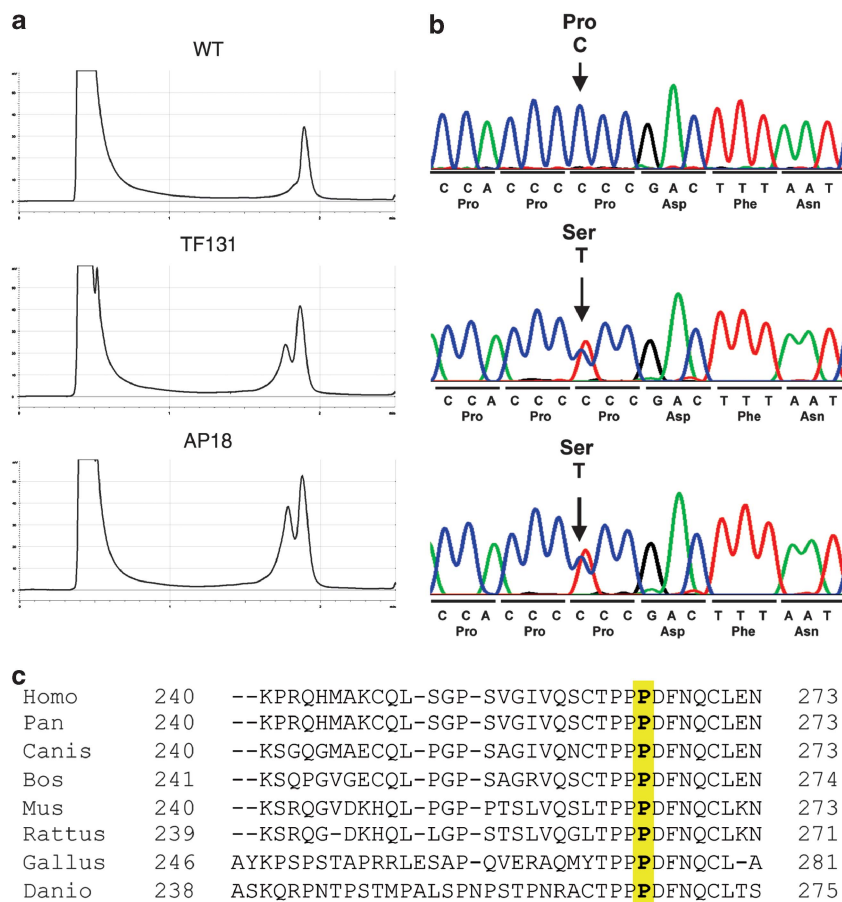 a
WT
TF131
AP18
b
Pro
C
C C A C C C C C C G A C T T T A A T
Pro Pro Pro Asp Phe Asn
Ser
T
C C A C C C C C C G A C T T T A A T
Pro Pro Pro Asp Phe Asn
Ser
T
C C A C C C C C C G A C T T T A A T
Pro Pro Pro Asp Phe Asn
c
Homo 240 --KPRQHMAKCQL-SGP-SVGIVQSCTPPPDFNQCLEN 273
Pan 240 --KPRQHMAKCQL-SGP-SVGIVQSCTPPPDFNQCLEN 273
Canis 240 --KSGQGMAECQL-PGP-SAGIVQNCTPPPDFNQCLEN 273
Bos 241 --KSQPGVGECQL-PGP-SAGRVQSCTPPPDFNQCLEN 274
Mus 240 --KSRQGVDKHQL-PGP-PTSLVQSLTPPPDFNQCLKN 273
Rattus 239 --KSRQG-DKHQL-LGP-STSLVQGLTPPPDFNQCLKN 271
Gallus 246 AYKPSPSTAPRRLESAP-QVERAQMYTPPPDFNQCL-A 281
Danio 238 ASKQRPNTPSTMPALSPNPSTPNRACTPPPDFNQCLTS 275